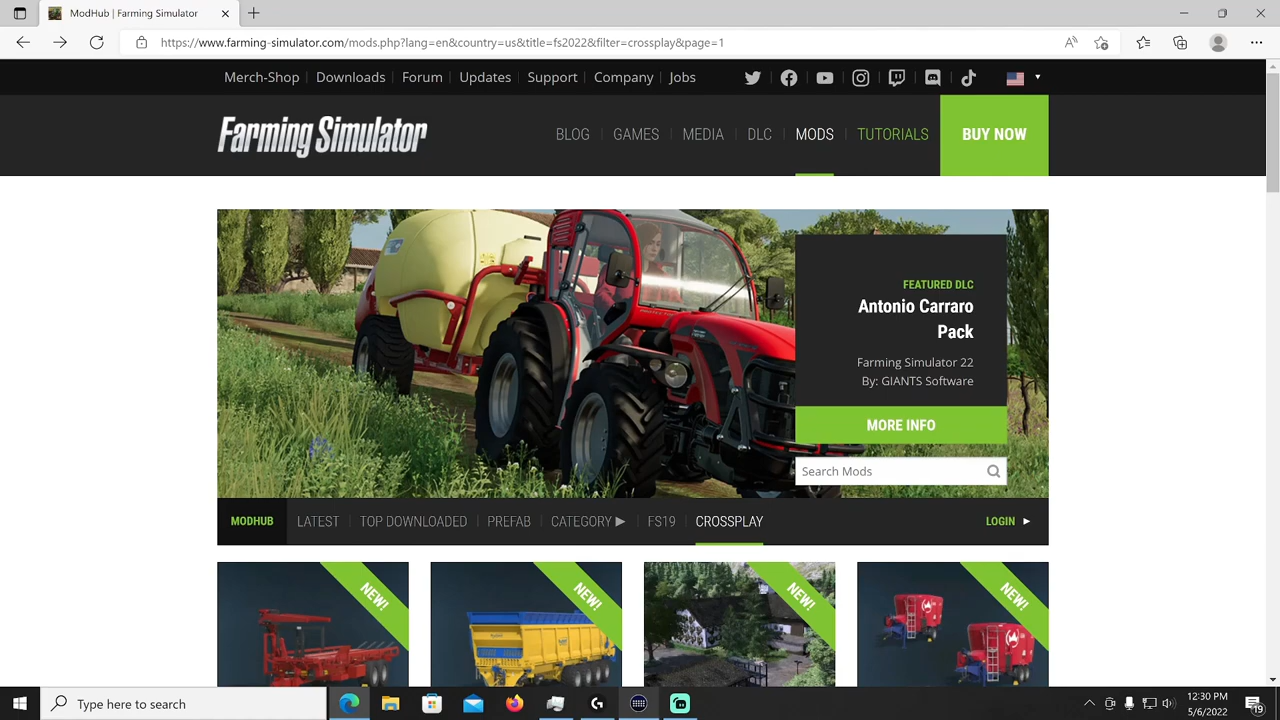 ModHub | Farming Simulator
https://www.farming-simulator.com/mods.php?lang=en&country=us&title=fs2022&filter=crossplay&page=1
Merch-Shop Downloads Forum Updates Support Company Jobs
Farming Simulator
BLOG GAMES MEDIA DLC MODS TUTORIALS BUY NOW
FEATURED DLC
Antonio Carraro
Pack
Farming Simulator 22
By: GIANTS Software
MORE INFO
Search Mods
MODHUB LATEST TOP DOWNLOADED PREFAB CATEGORY FS19 CROSSPLAY LOGIN
NEW! NEW! NEW! NEW!
Type here to search
12:30 PM
5/6/2022
19